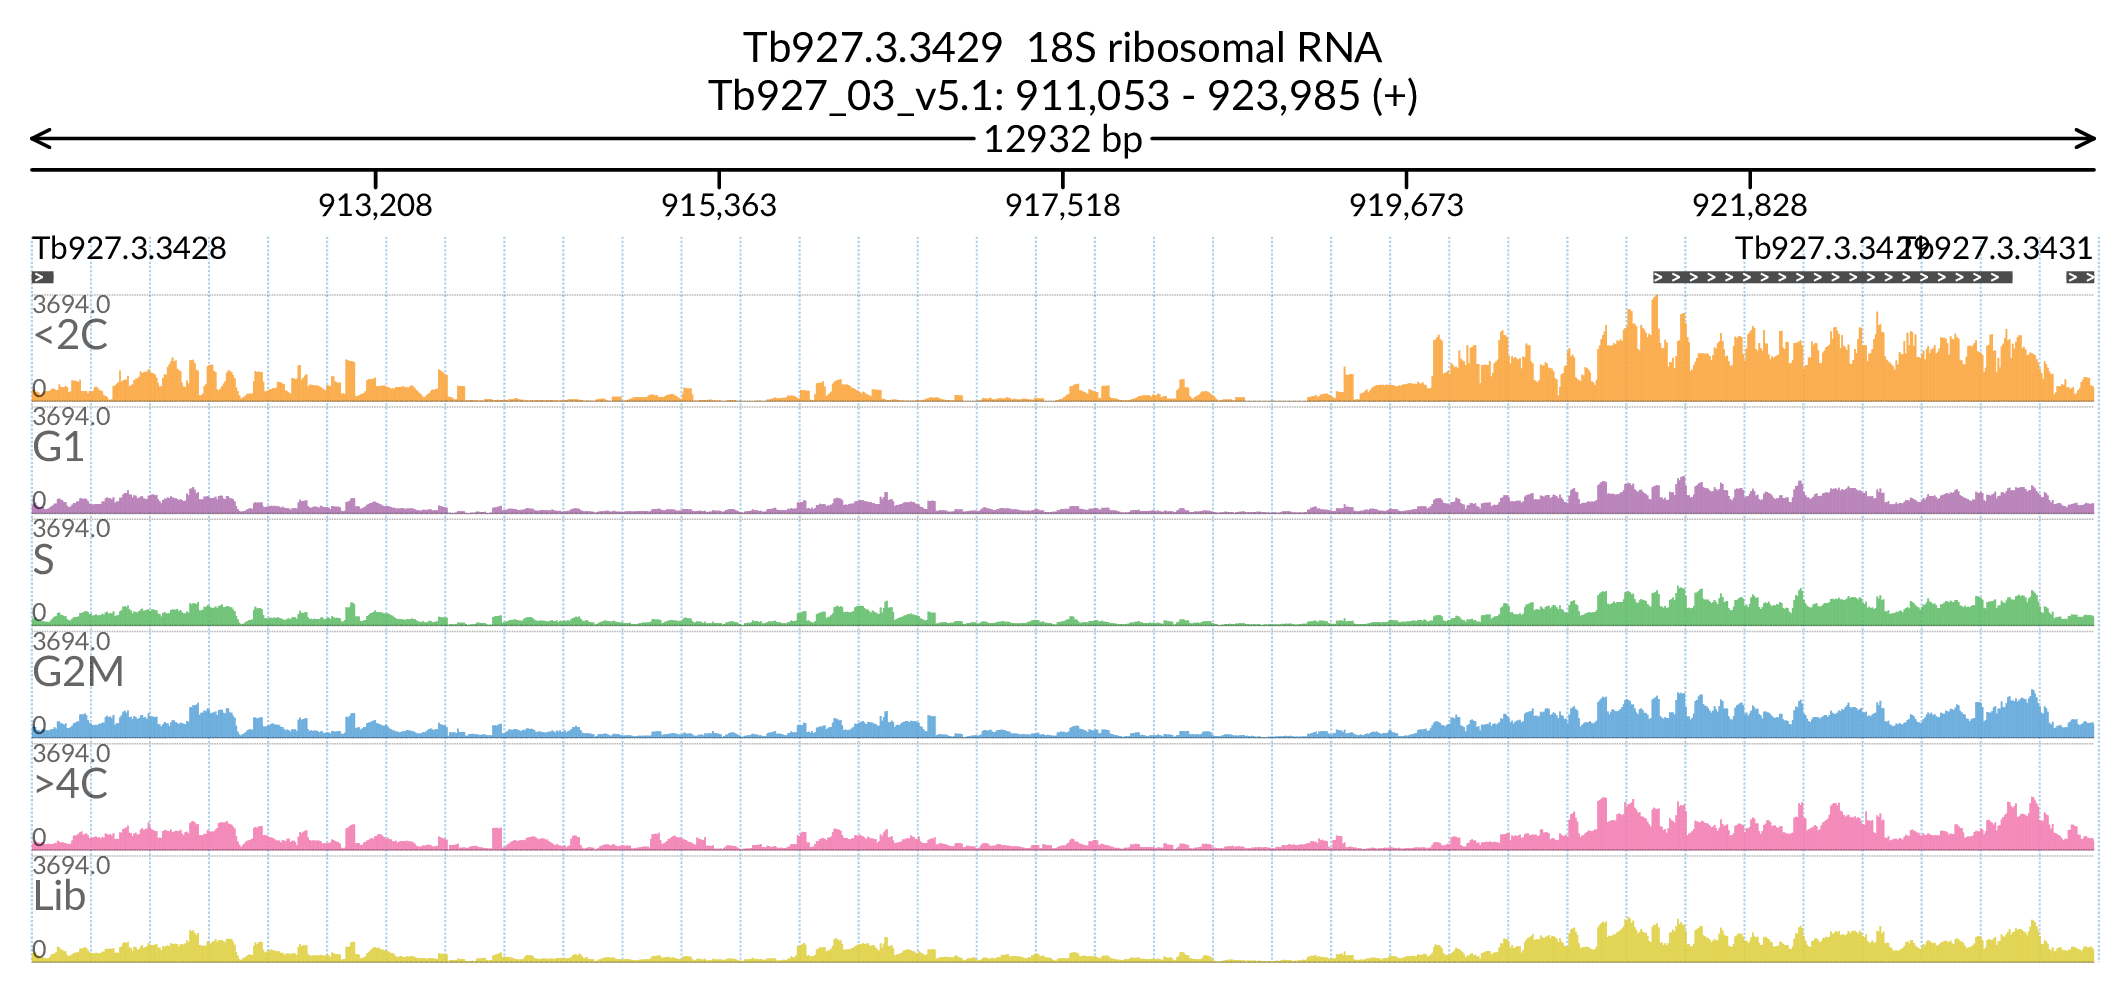 Tb927.3.3429  18S ribosomal RNA
Tb927_03_v5.1: 911,053 - 923,985 (+)
12932 bp
913,208 915,363 917,518 919,673 921,828
Tb927.3.3428 Tb927.3.3429 Tb927.3.3431
3694.0
<2C
0
3694.0
G1
0
3694.0
S
0
3694.0
G2M
0
3694.0
>4C
0
3694.0
Lib
0